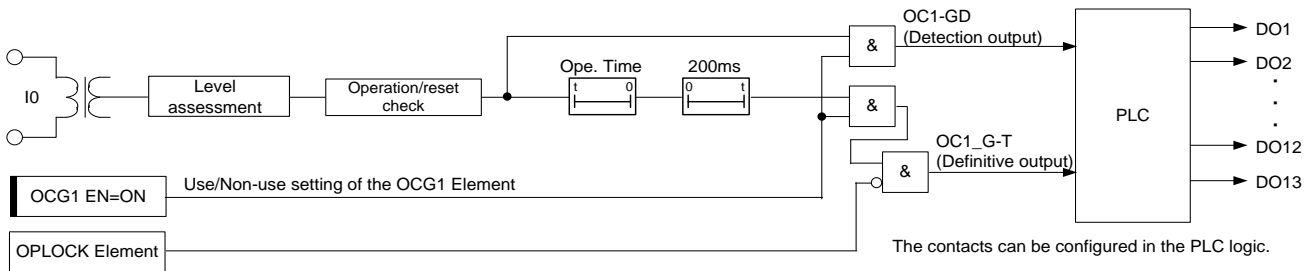 I0
Level
assessment
Operation/reset
check
Ope. Time
t 0
200ms
0 t
&
&
&
OC1-GD
(Detection output)
OC1_G-T
(Definitive output)
PLC
DO1
DO2
DO12
DO13
OCG1 EN=ON
Use/Non-use setting of the OCG1 Element
OPLOCK Element
The contacts can be configured in the PLC logic.